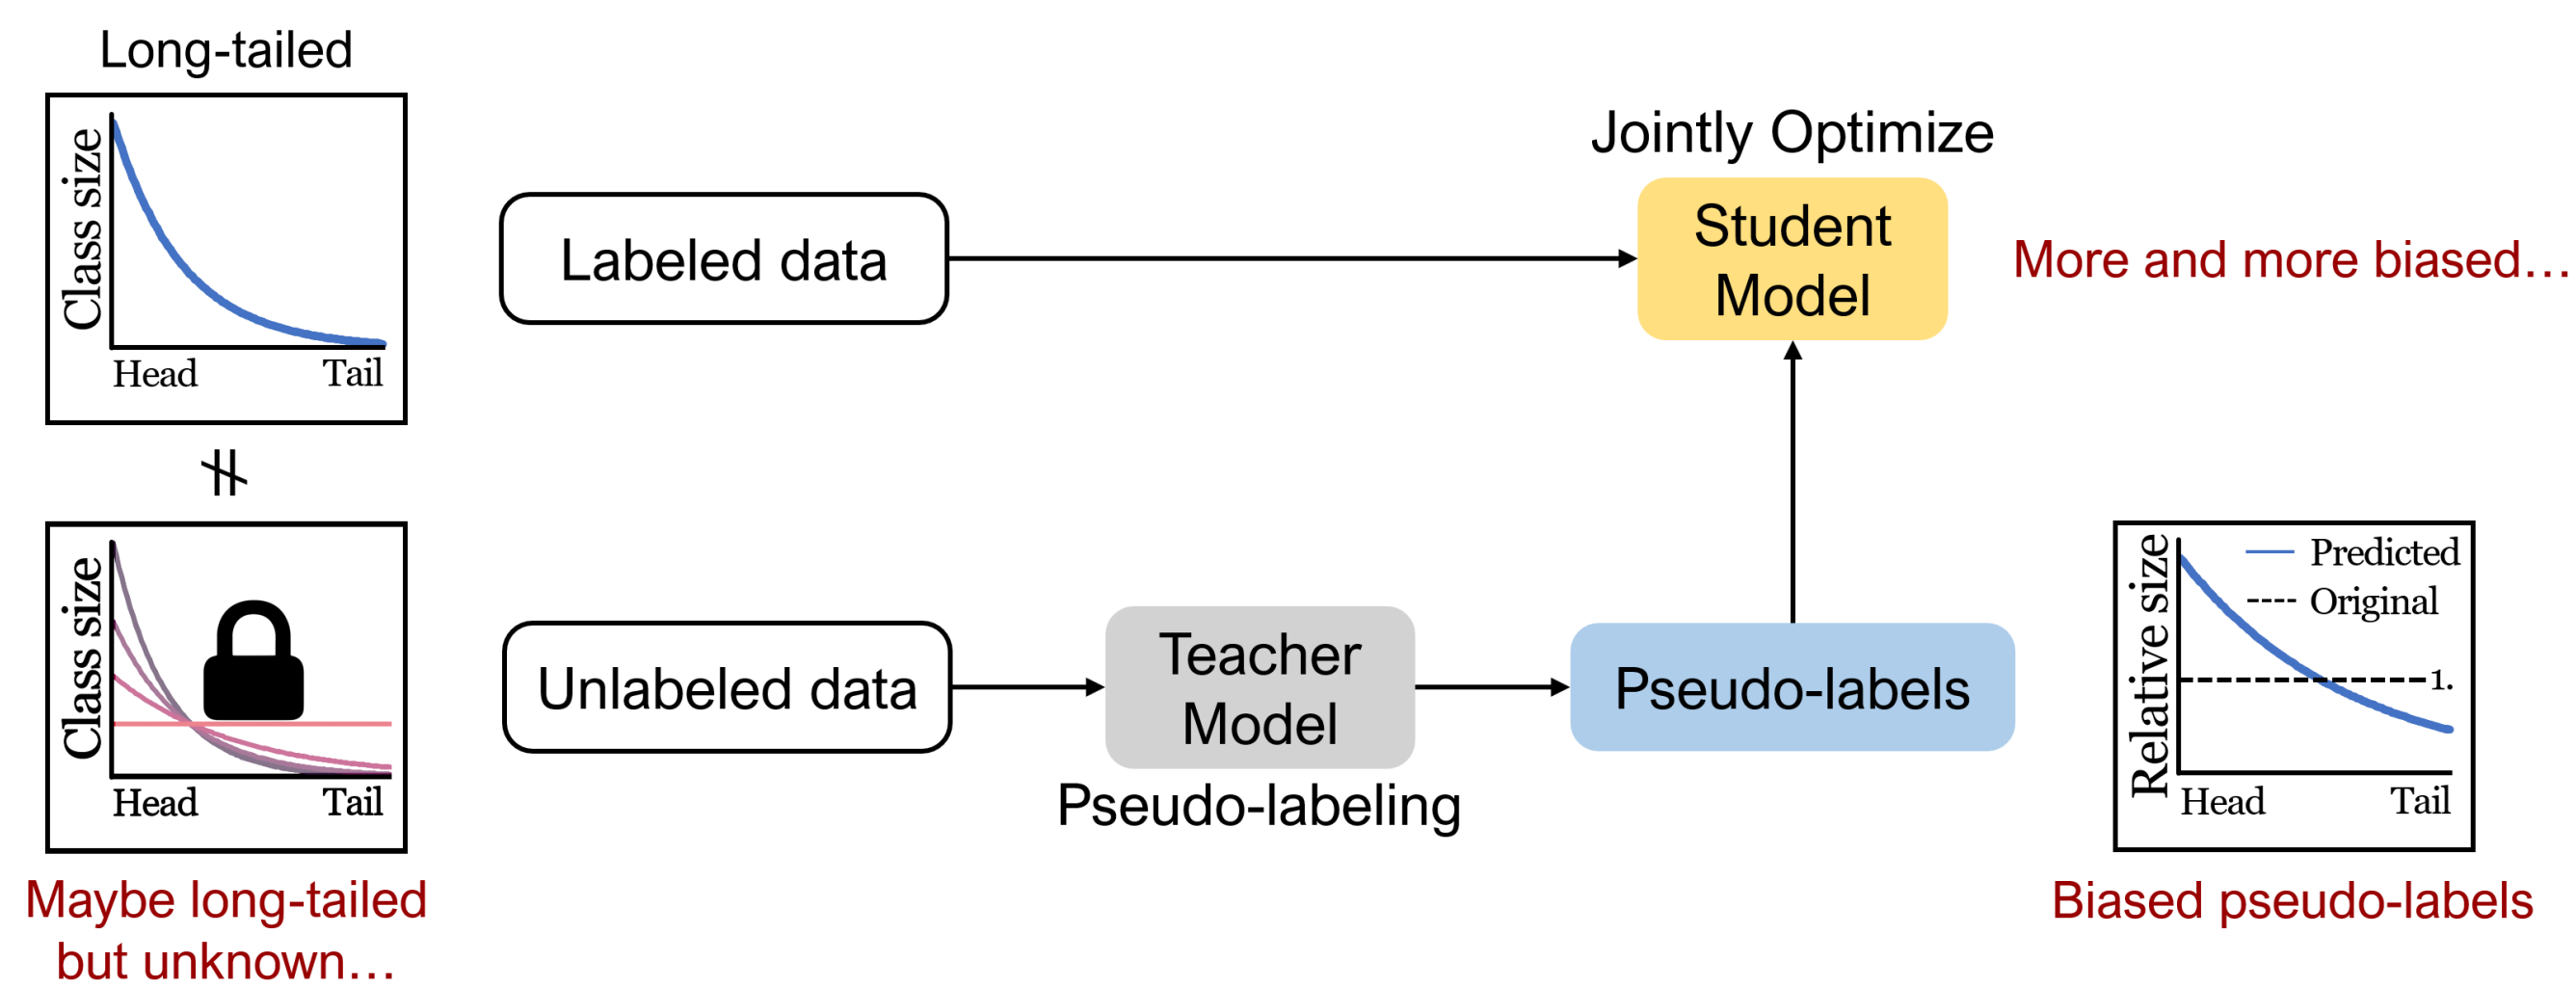 Long-tailed
Class size
Head Tail
≠
Class size
Head Tail
Maybe long-tailed
but unknown…
Labeled data
Unlabeled data
Teacher
Model
Pseudo-labeling
Pseudo-labels
Jointly Optimize
Student
Model
More and more biased…
Relative size
Predicted
Original
1.
Head Tail
Biased pseudo-labels